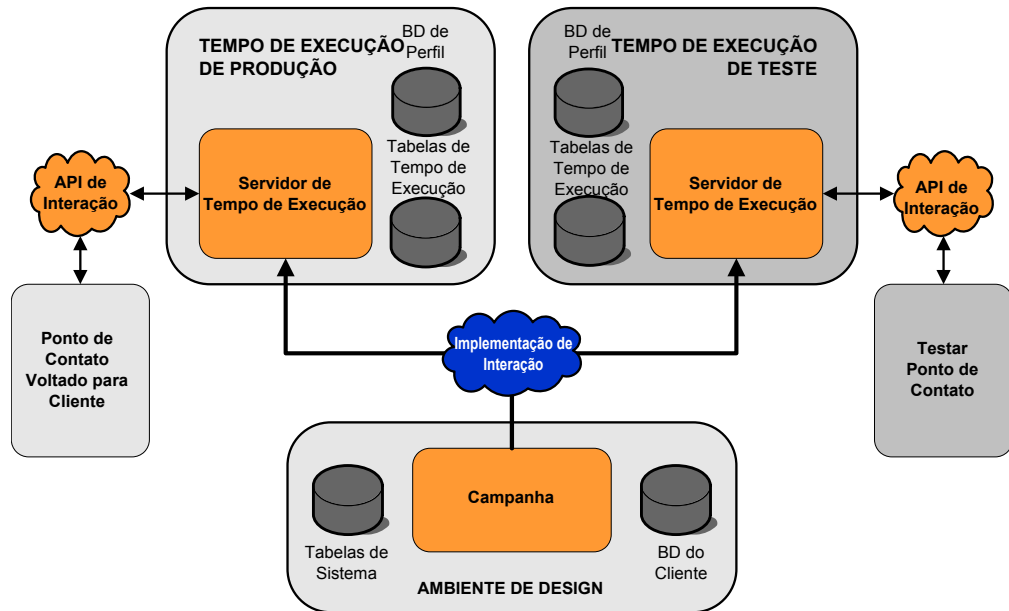 TEMPO DE EXECUÇÃO
DE PRODUÇÃO
BD de
Perfil
Tabelas de
Tempo de
Execução
Servidor de
Tempo de Execução
BD de
Perfil
TEMPO DE EXECUÇÃO
DE TESTE
Tabelas de
Tempo de
Execução
Servidor de
Tempo de Execução
API de
Interação
API de
Interação
Ponto de
Contato
Voltado para
Cliente
Implementação de
Interação
Testar
Ponto de
Contato
Campanha
Tabelas de
Sistema
BD do
Cliente
AMBIENTE DE DESIGN